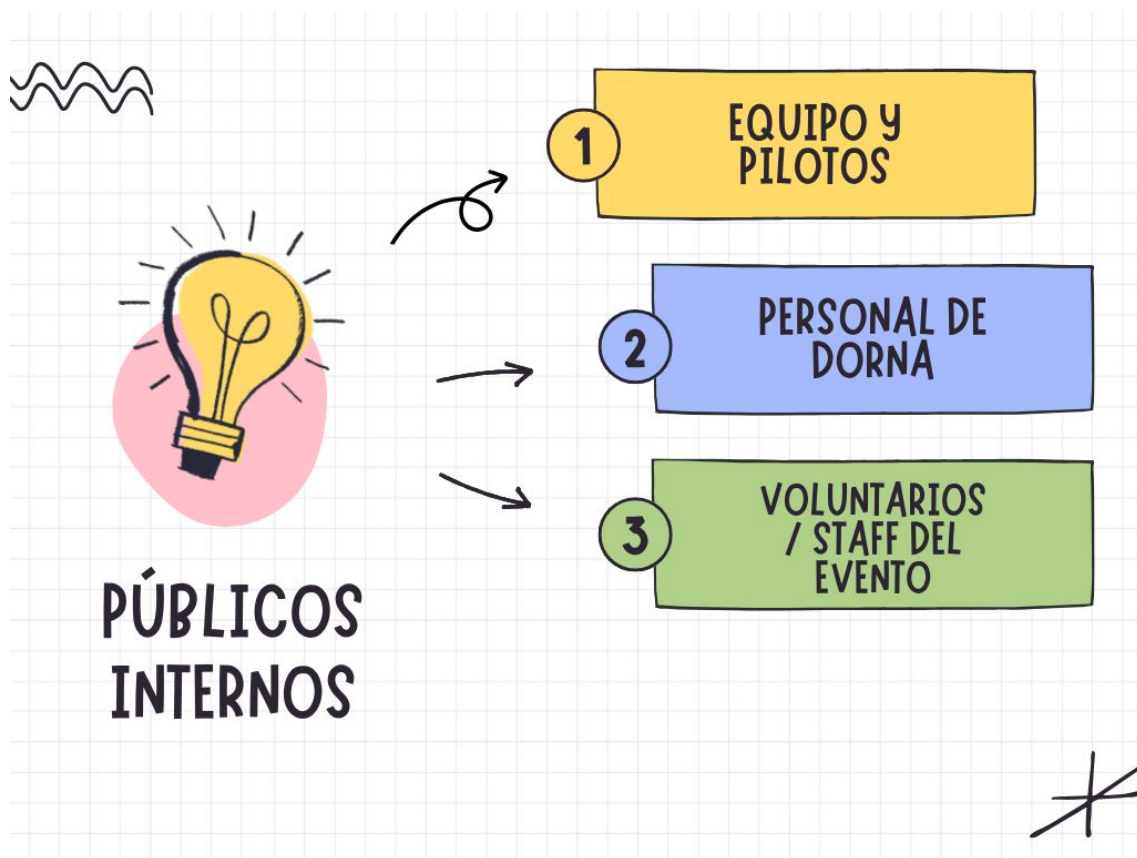 1
EQUIPO Y
PILOTOS
2
PERSONAL DE
DORNA
3
VOLUNTARIOS
/ STAFF DEL
EVENTO
PÚBLICOS
INTERNOS